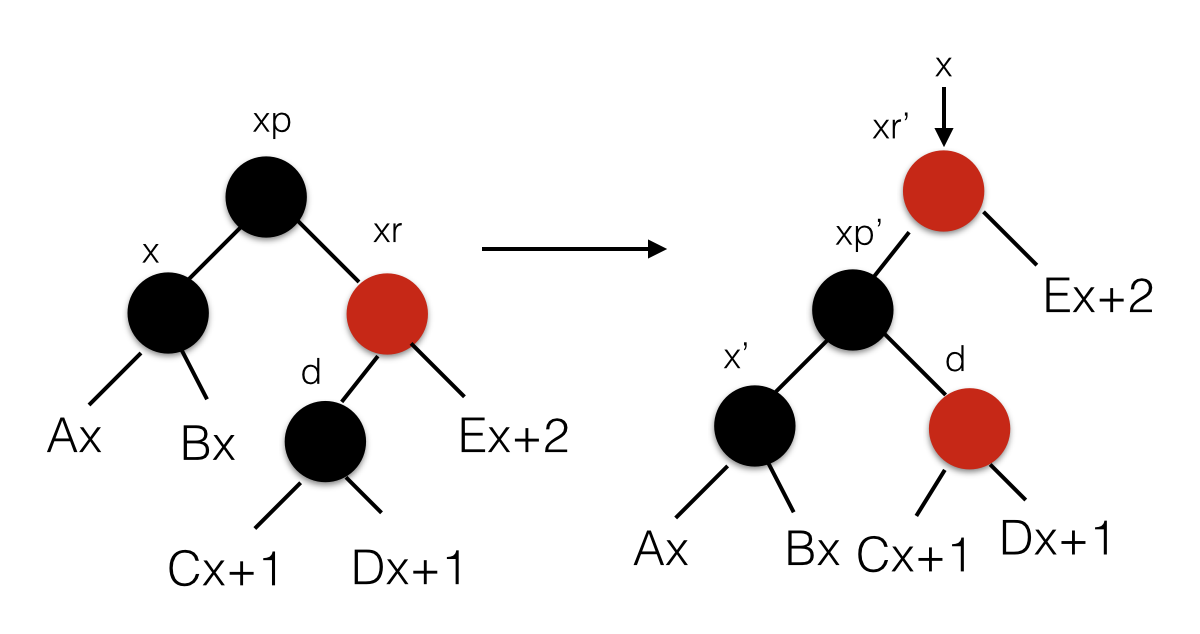 xp
x
xr
d
Ax
Bx
Ex+2
Cx+1
Dx+1
x
xr’
xp’
Ex+2
x’
d
Ax
Bx
Cx+1
Dx+1